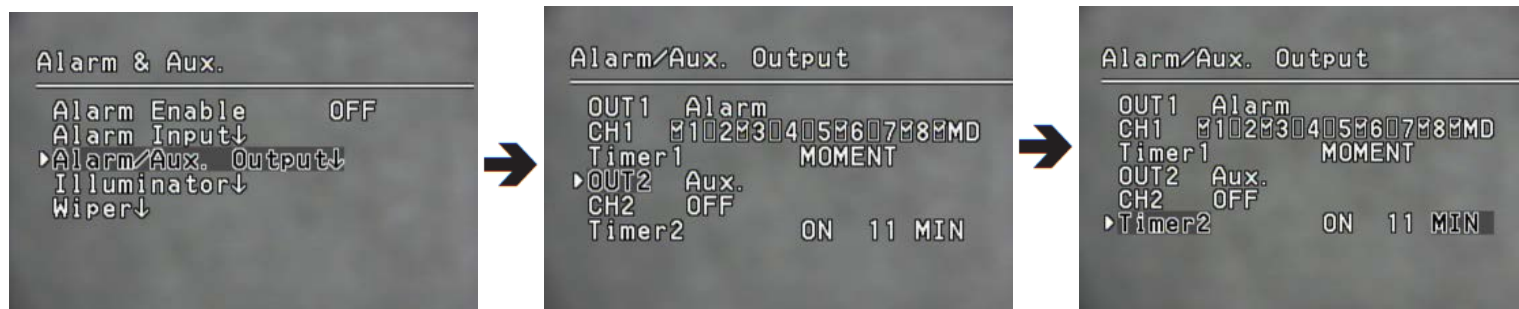 Alarm & Aux.
Alarm Enable OFF
Alarm Input↓
▷Alarm/Aux. Output↓
Illuminator↓
Wiper↓
Alarm/Aux. Output
OUT1 Alarm
CH1 ☑1☐2☑3☐4☐5☑6☐7☑8☑MD
Timer1 MOMENT
▷OUT2 Aux.
CH2 OFF
Timer2 ON 11 MIN
Alarm/Aux. Output
OUT1 Alarm
CH1 ☑1☐2☑3☐4☐5☑6☐7☑8☑MD
Timer1 MOMENT
OUT2 Aux.
CH2 OFF
▷Timer2 ON 11 MIN